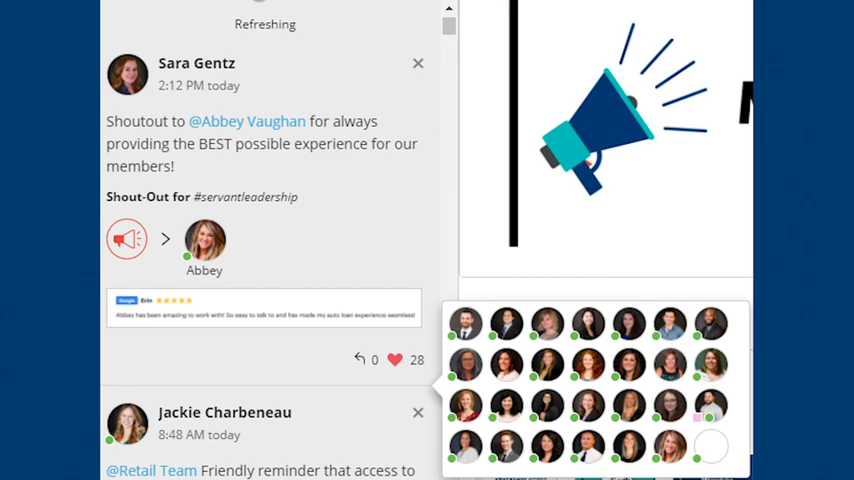 Refreshing
Sara Gentz
2:12 PM today
Shoutout to @Abbey Vaughan for always
providing the BEST possible experience for our
members!
Shout-Out for #servantleadership
Abbey
Google Erin
Abbey has been amazing to work with! So easy to talk to and has made my auto loan experience seamless!
0 28
Jackie Charbeneau
8:48 AM today
@Retail Team Friendly reminder that access to